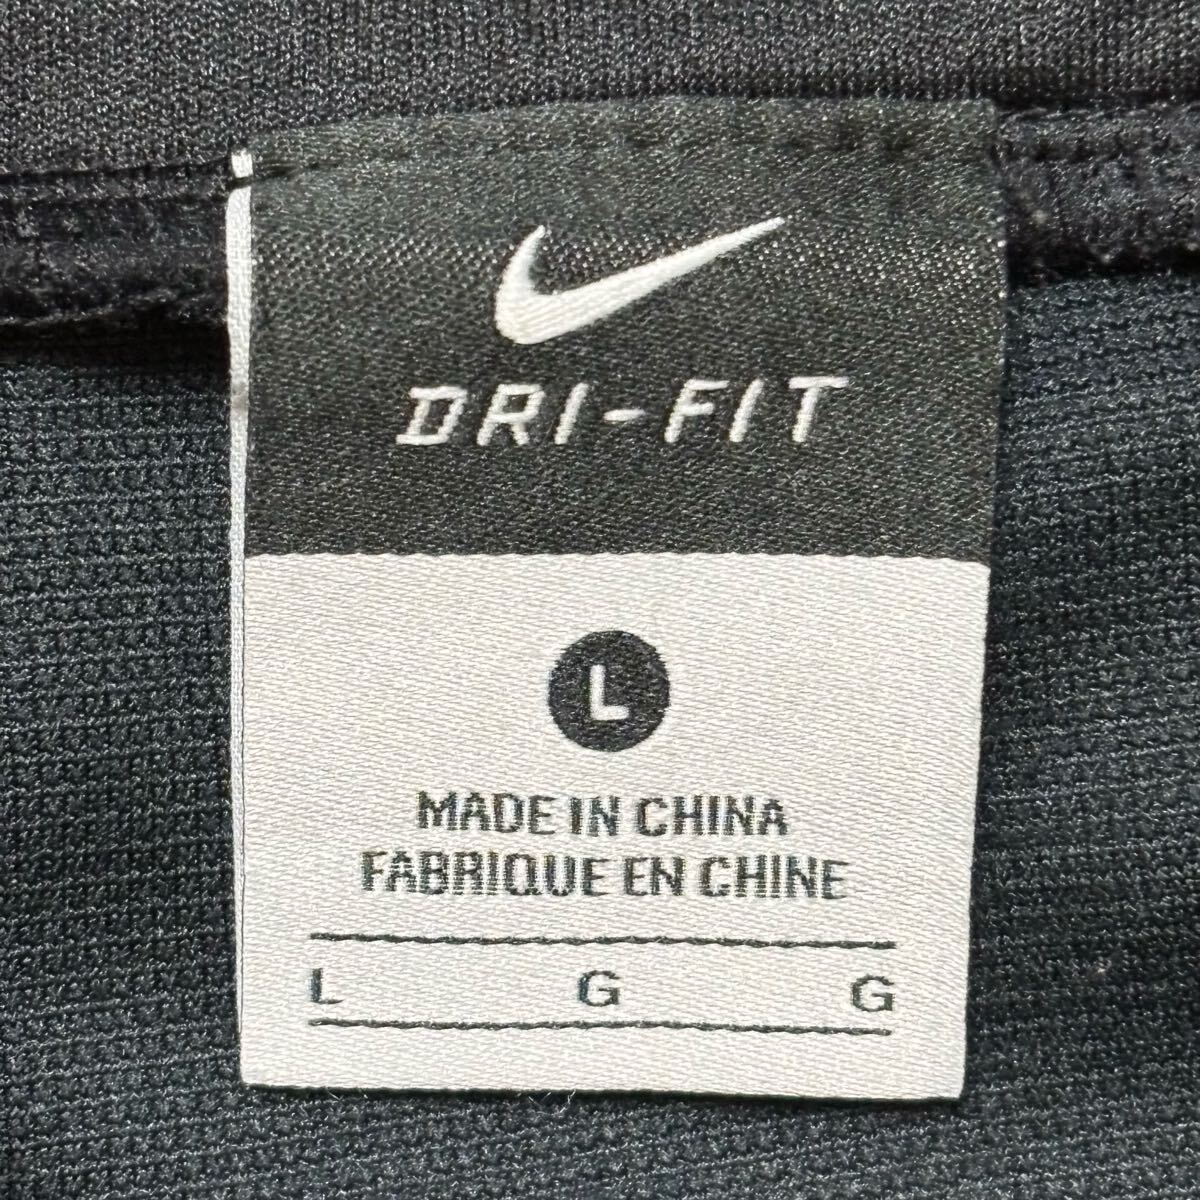 DRI-FIT
L
MADE IN CHINA
FABRIQUE EN CHINE
L G G